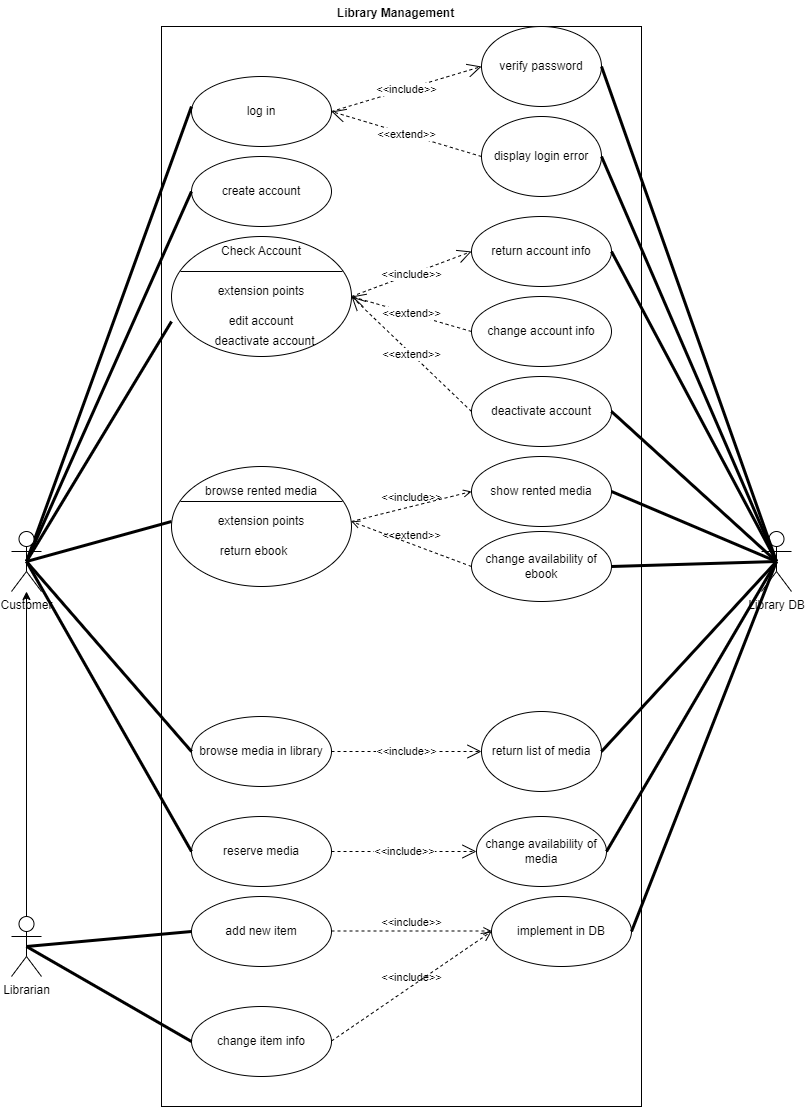 Library Management
verify password
<<include>>
log in
<<extend>>
display login error
create account
Check Account
return account info
<<include>>
extension points
<<extend>>
edit account
change account info
deactivate account
<<extend>>
deactivate account
browse rented media
show rented media
<<include>>
extension points
<<extend>>
return ebook
change availability of
ebook
Customer
Library DB
browse media in library
<<include>>
return list of media
reserve media
<<include>>
change availability of
media
add new item
<<include>>
implement in DB
<<include>>
Librarian
change item info